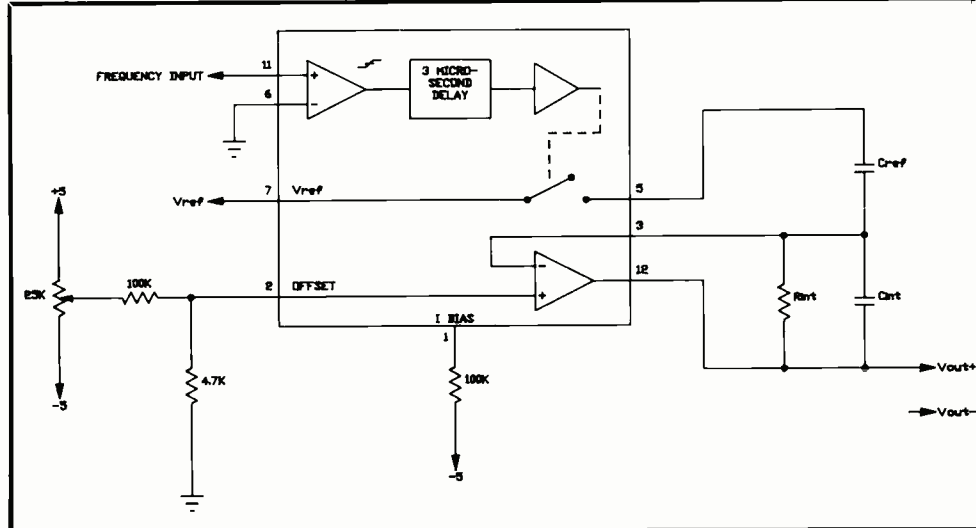 FREQUENCY INPUT
11
+
6
-
3 MICRO-
SECOND
DELAY
Vref
7
Vref
5
Cref
3
+5
25K
100K
2
OFFSET
-
+
12
Rint
Cint
I BIAS
1
4.7K
100K
-5
-5
Vout+
Vout-